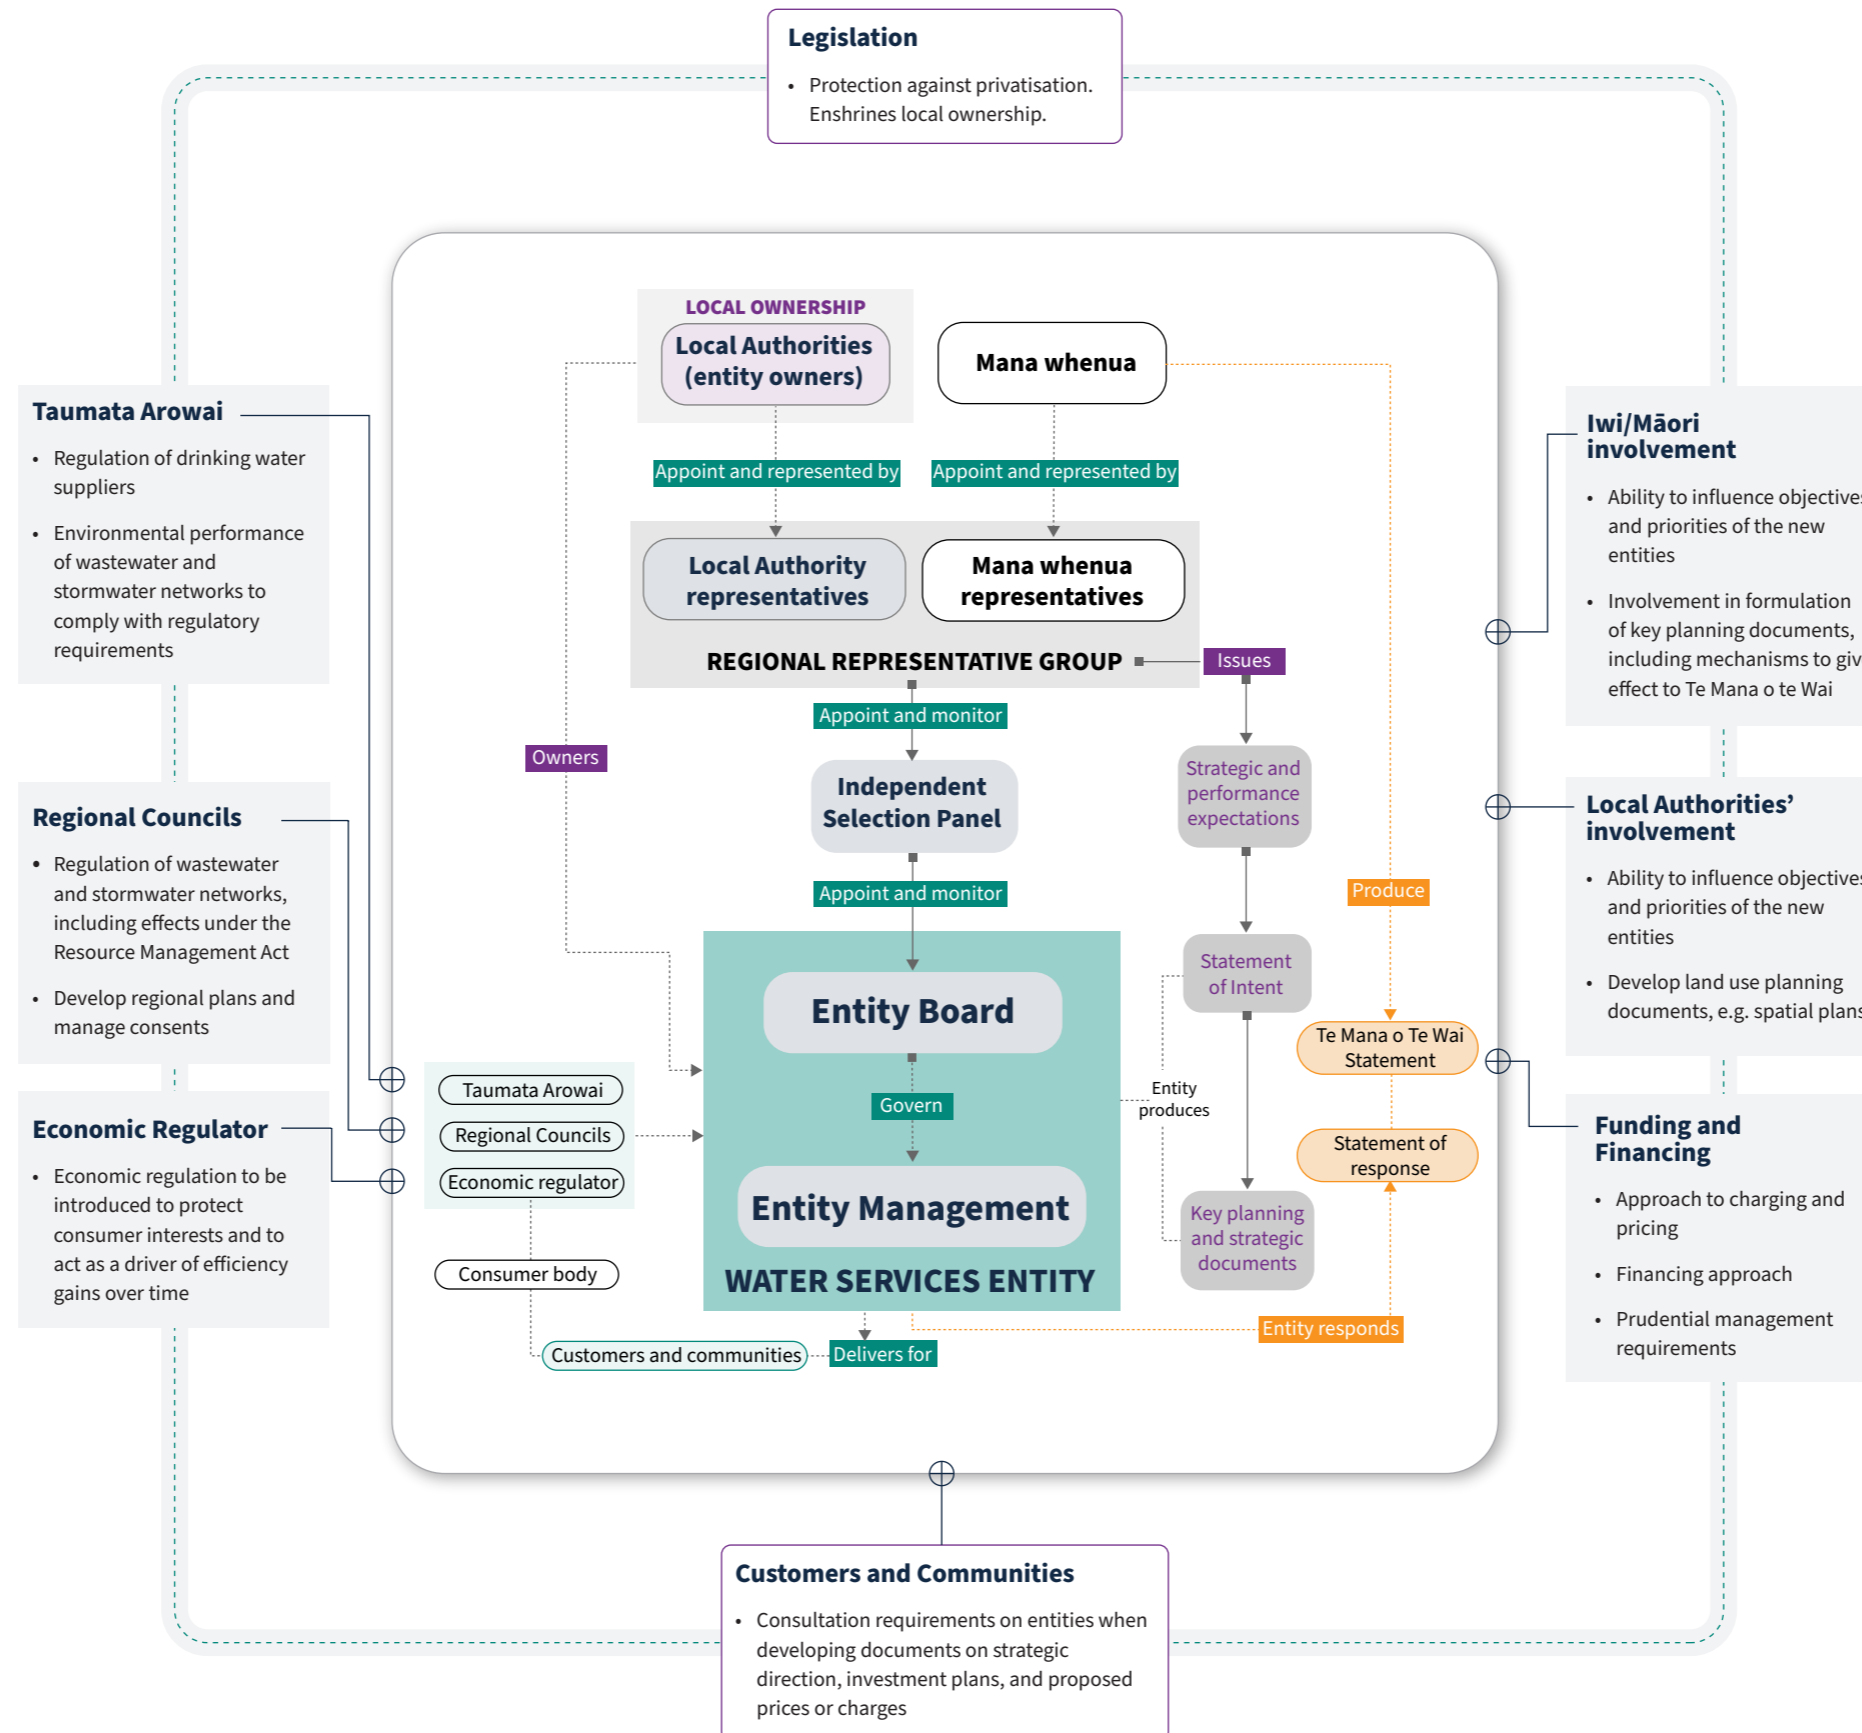 Legislation
• Protection against privatisation.
Enshrines local ownership.
LOCAL OWNERSHIP
Local Authorities
(entity owners)
Mana whenua
Appoint and represented by
Appoint and represented by
Local Authority
representatives
Mana whenua
representatives
REGIONAL REPRESENTATIVE GROUP
Issues
Appoint and monitor
Owners
Independent
Selection Panel
Strategic and
performance
expectations
Appoint and monitor
Produce
Entity Board
Statement
of Intent
Te Mana o Te Wai
Statement
Govern
Entity
produces
Statement of
response
Entity Management
Key planning
and strategic
documents
WATER SERVICES ENTITY
Taumata Arowai
Regional Councils
Economic regulator
Consumer body
Customers and communities
Delivers for
Entity responds
Taumata Arowai
• Regulation of drinking water
suppliers
• Environmental performance
of wastewater and
stormwater networks to
comply with regulatory
requirements
Regional Councils
• Regulation of wastewater
and stormwater networks,
including effects under the
Resource Management Act
• Develop regional plans and
manage consents
Economic Regulator
• Economic regulation to be
introduced to protect
consumer interests and to
act as a driver of efficiency
gains over time
Iwi/Māori
involvement
• Ability to influence objectives
and priorities of the new
entities
• Involvement in formulation
of key planning documents,
including mechanisms to giv
effect to Te Mana o te Wai
Local Authorities’
involvement
• Ability to influence objectives
and priorities of the new
entities
• Develop land use planning
documents, e.g. spatial plans
Funding and
Financing
• Approach to charging and
pricing
• Financing approach
• Prudential management
requirements
Customers and Communities
• Consultation requirements on entities when
developing documents on strategic
direction, investment plans, and proposed
prices or charges